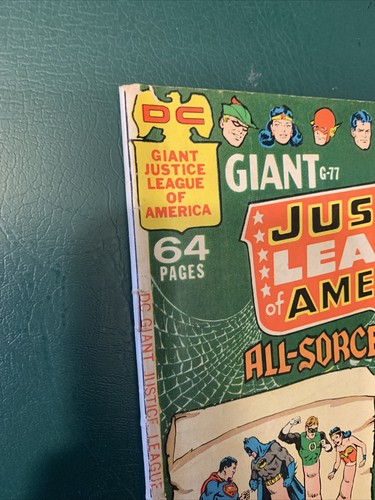 DC
GIANT
JUSTICE
LEAGUE
OF
AMERICA
64
PAGES
GIANT G-77
JUS
LEA
of AME
ALL-SORCE
DC GIANT JUSTICE LEAGUE